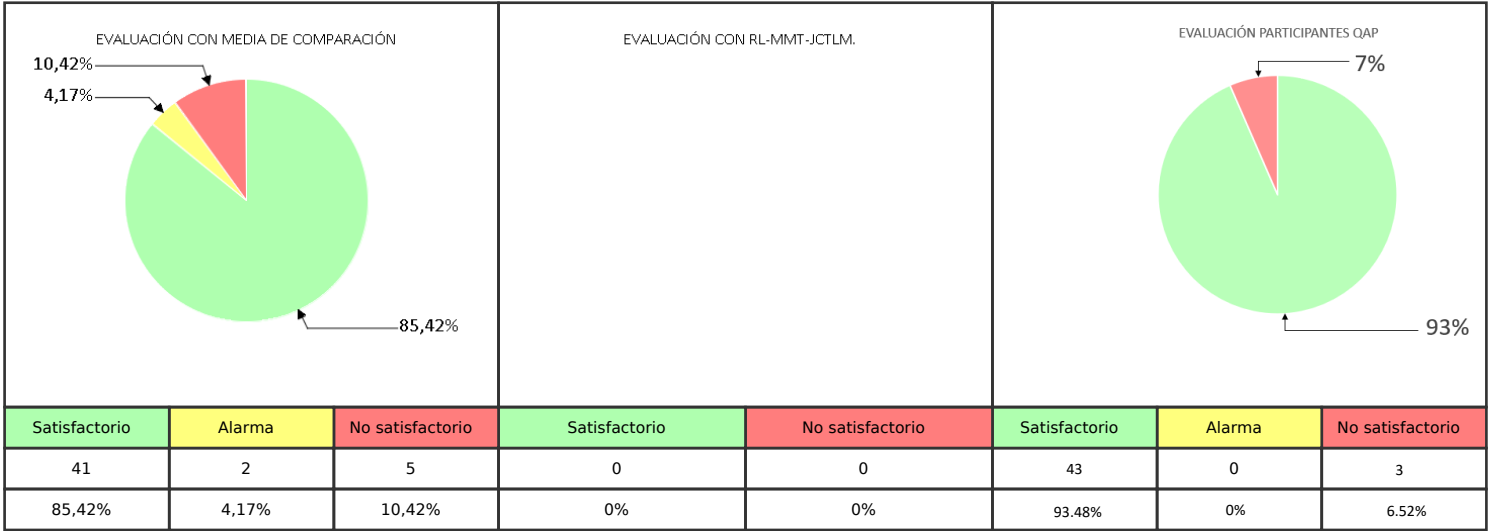 EVALUACIÓN CON MEDIA DE COMPARACIÓN
10,42%
4,17%
85,42%
EVALUACIÓN CON RL-MMT-JCTLM.
EVALUACIÓN PARTICIPANTES QAP
7%
93%
Satisfactorio Alarma No satisfactorio Satisfactorio No satisfactorio Satisfactorio Alarma No satisfactorio
41 2 5 0 0 43 0 3
85,42% 4,17% 10,42% 0% 0% 93.48% 0% 6.52%